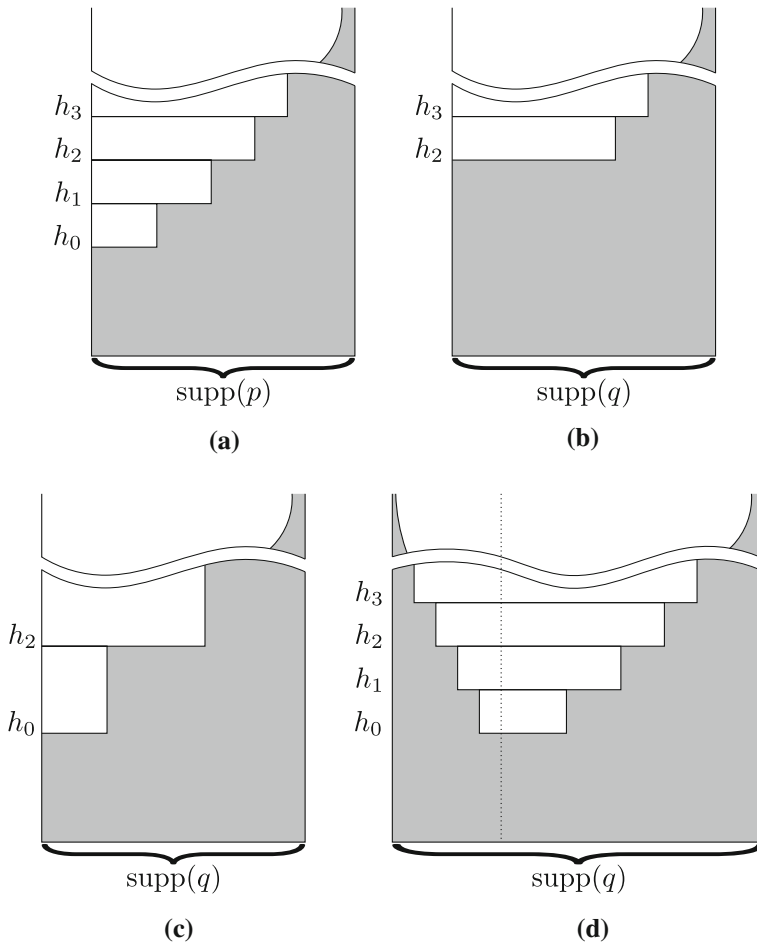 h₃
h₂
h₁
h₀
supp(p)
(a)
h₃
h₂
supp(q)
(b)
h₂
h₀
supp(q)
(c)
h₃
h₂
h₁
h₀
supp(q)
(d)